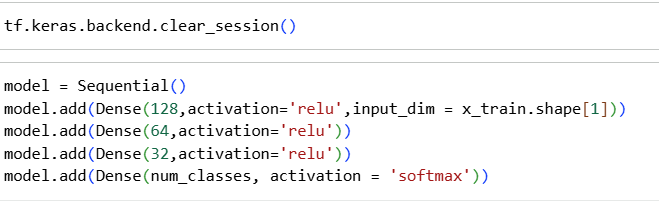 tf.keras.backend.clear_session()
model = Sequential()
model.add(Dense(128,activation='relu',input_dim = x_train.shape[1]))
model.add(Dense(64,activation='relu'))
model.add(Dense(32,activation='relu'))
model.add(Dense(num_classes, activation = 'softmax'))